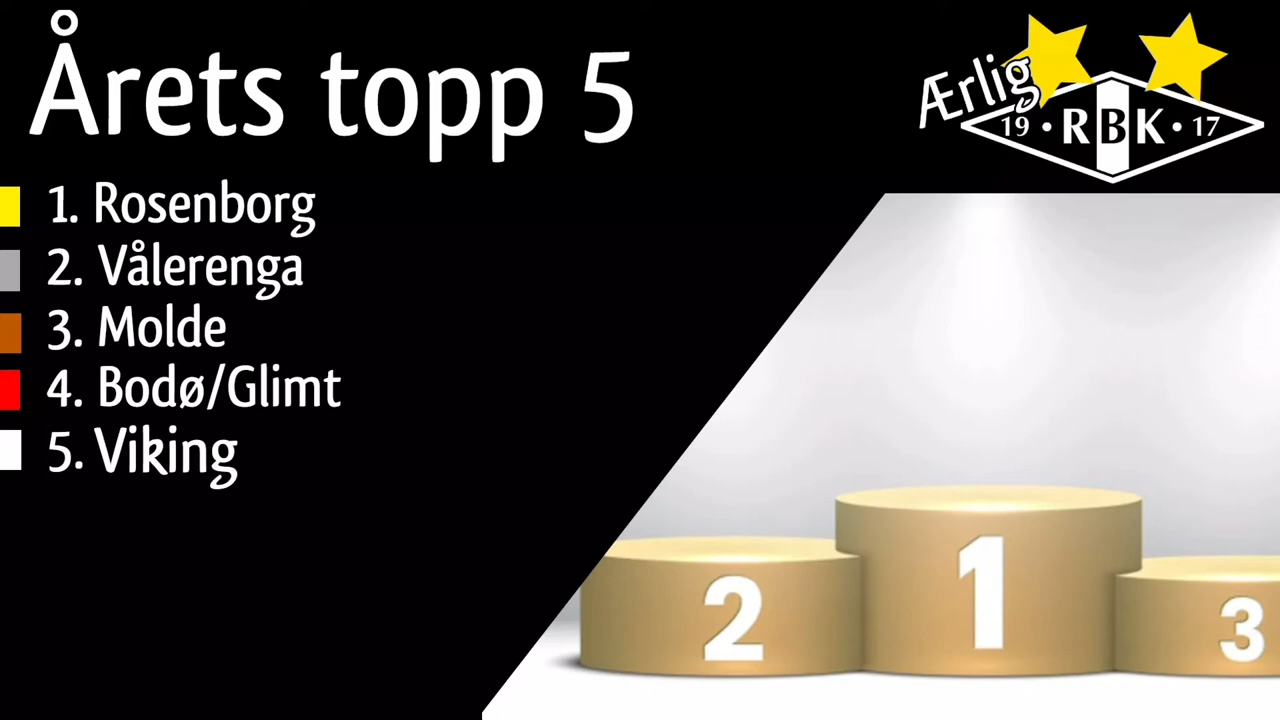 Årets topp 5
Ærlig
19 • RBK • 17
1. Rosenborg
2. Vålerenga
3. Molde
4. Bodø/Glimt
5. Viking
2
1
3